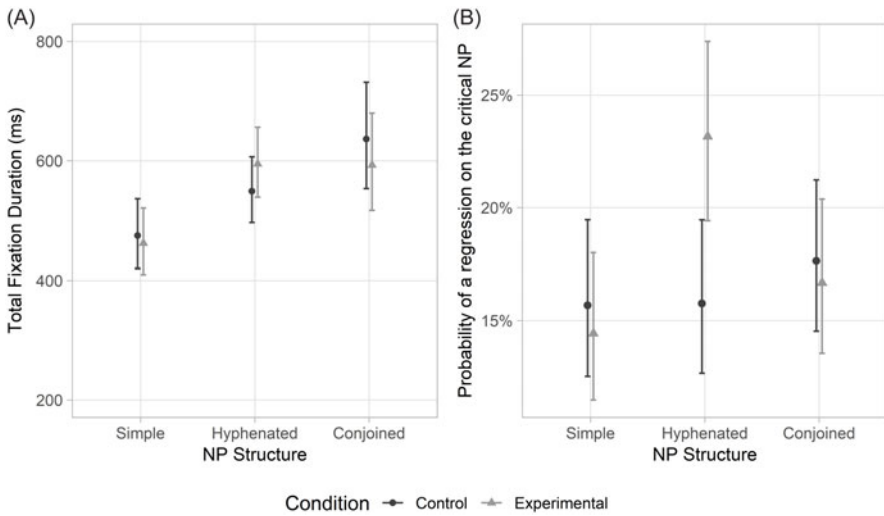 (A)
Total Fixation Duration (ms)
800
600
400
200
Simple Hyphenated Conjoined
NP Structure
(B)
Probability of a regression on the critical NP
25%
20%
15%
Simple Hyphenated Conjoined
NP Structure
Condition Control Experimental